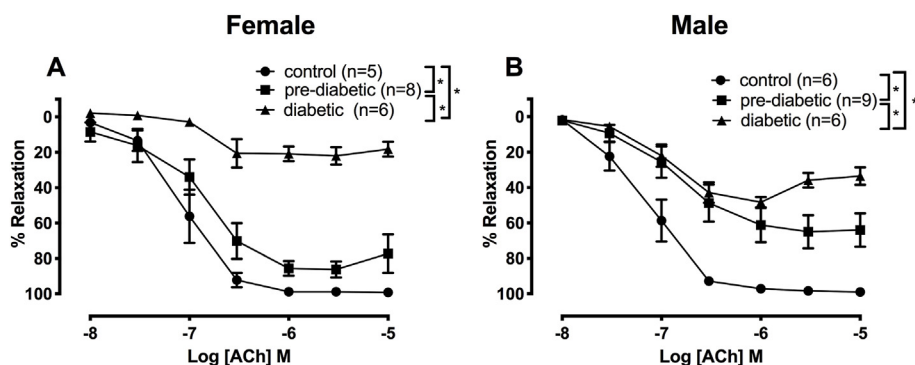 Female
Male
A
control (n=5)
pre-diabetic (n=8)
diabetic (n=6)
*
*
*
% Relaxation
0
20
40
60
80
100
-8
-7
-6
-5
Log [ACh] M
B
control (n=6)
pre-diabetic (n=9)
diabetic (n=6)
*
*
*
% Relaxation
0
20
40
60
80
100
-8
-7
-6
-5
Log [ACh] M